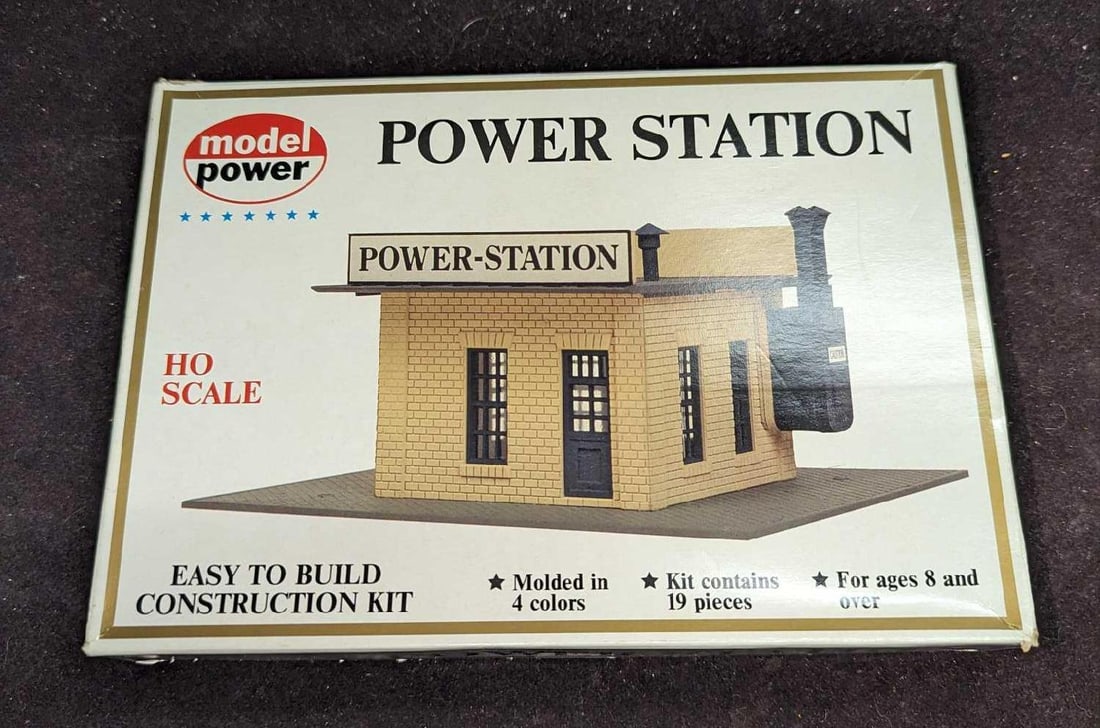 model
power
POWER STATION
POWER-STATION
HO
SCALE
EASY TO BUILD
CONSTRUCTION KIT
★ Molded in
4 colors
★ Kit contains
19 pieces
★ For ages 8 and
over